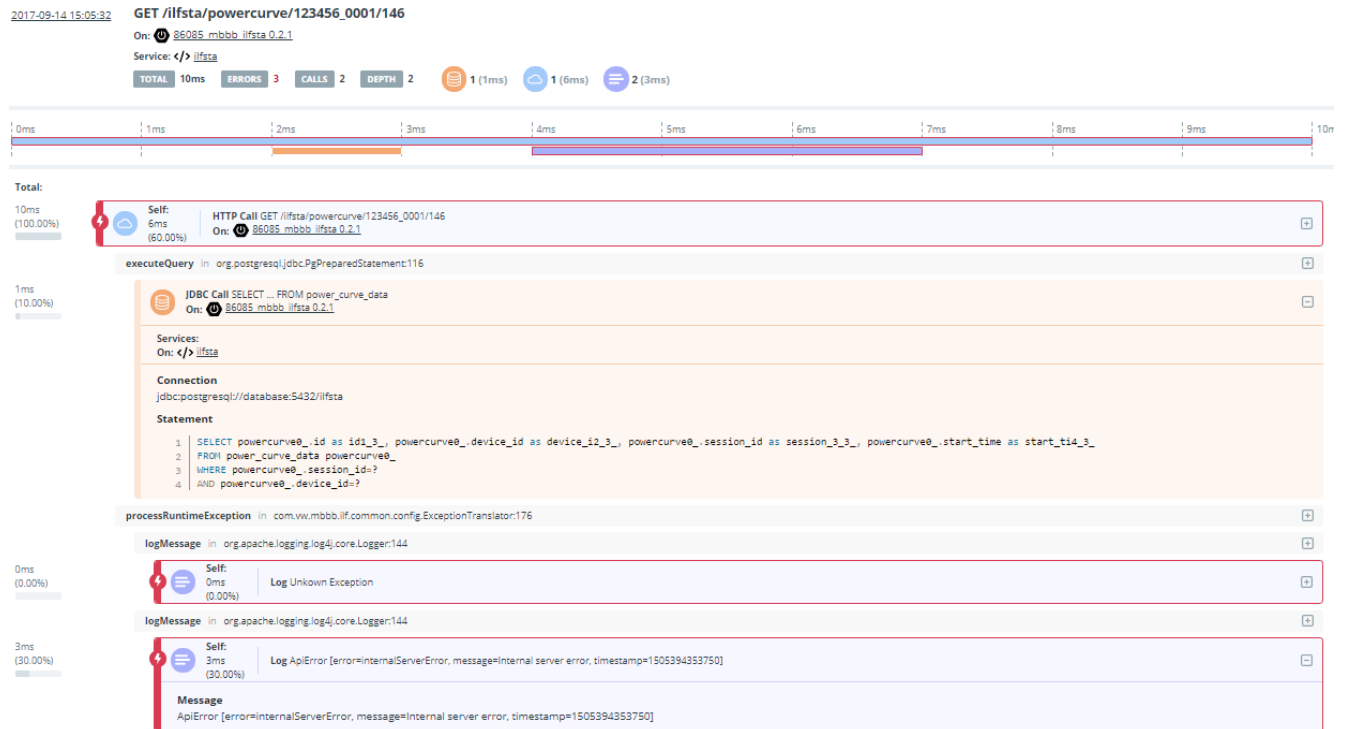 2017-09-14 15:05:32 GET /ilfsta/powercurve/123456_0001/146
On: 86085_mbbb_ilfsta 0.2.1
Service: </> ilfsta
TOTAL 10ms ERRORS 3 CALLS 2 DEPTH 2 1 (1ms) 1 (6ms) 2 (3ms)
0ms 1ms 2ms 3ms 4ms 5ms 6ms 7ms 8ms 9ms 10m
Total:
10ms
(100.00%)
Self:
6ms
(60.00%)
HTTP Call GET /ilfsta/powercurve/123456_0001/146
On: 86085_mbbb_ilfsta 0.2.1
executeQuery in org.postgresql.jdbc.PgPreparedStatement:116
1ms
(10.00%)
JDBC Call SELECT ... FROM power_curve_data
On: 86085_mbbb_ilfsta 0.2.1
Services:
On: </> ilfsta
Connection
jdbc:postgresql://database:5432/ilfsta
Statement
1 SELECT powercurve0_.id as id1_3_, powercurve0_.device_id as device_i2_3_, powercurve0_.session_id as session_3_3_, powercurve0_.start_time as start_ti4_3_
2 FROM power_curve_data powercurve0_
3 WHERE powercurve0_.session_id=?
4 AND powercurve0_.device_id=?
processRuntimeException in com.vw.mbbb.ilf.common.config.ExceptionTranslator:176
logMessage in org.apache.logging.log4j.core.Logger:144
0ms
(0.00%)
Self:
0ms
(0.00%)
Log Unkown Exception
logMessage in org.apache.logging.log4j.core.Logger:144
3ms
(30.00%)
Self:
3ms
(30.00%)
Log ApiError [error=internalServerError, message=Internal server error, timestamp=1505394353750]
Message
ApiError [error=internalServerError, message=Internal server error, timestamp=1505394353750]